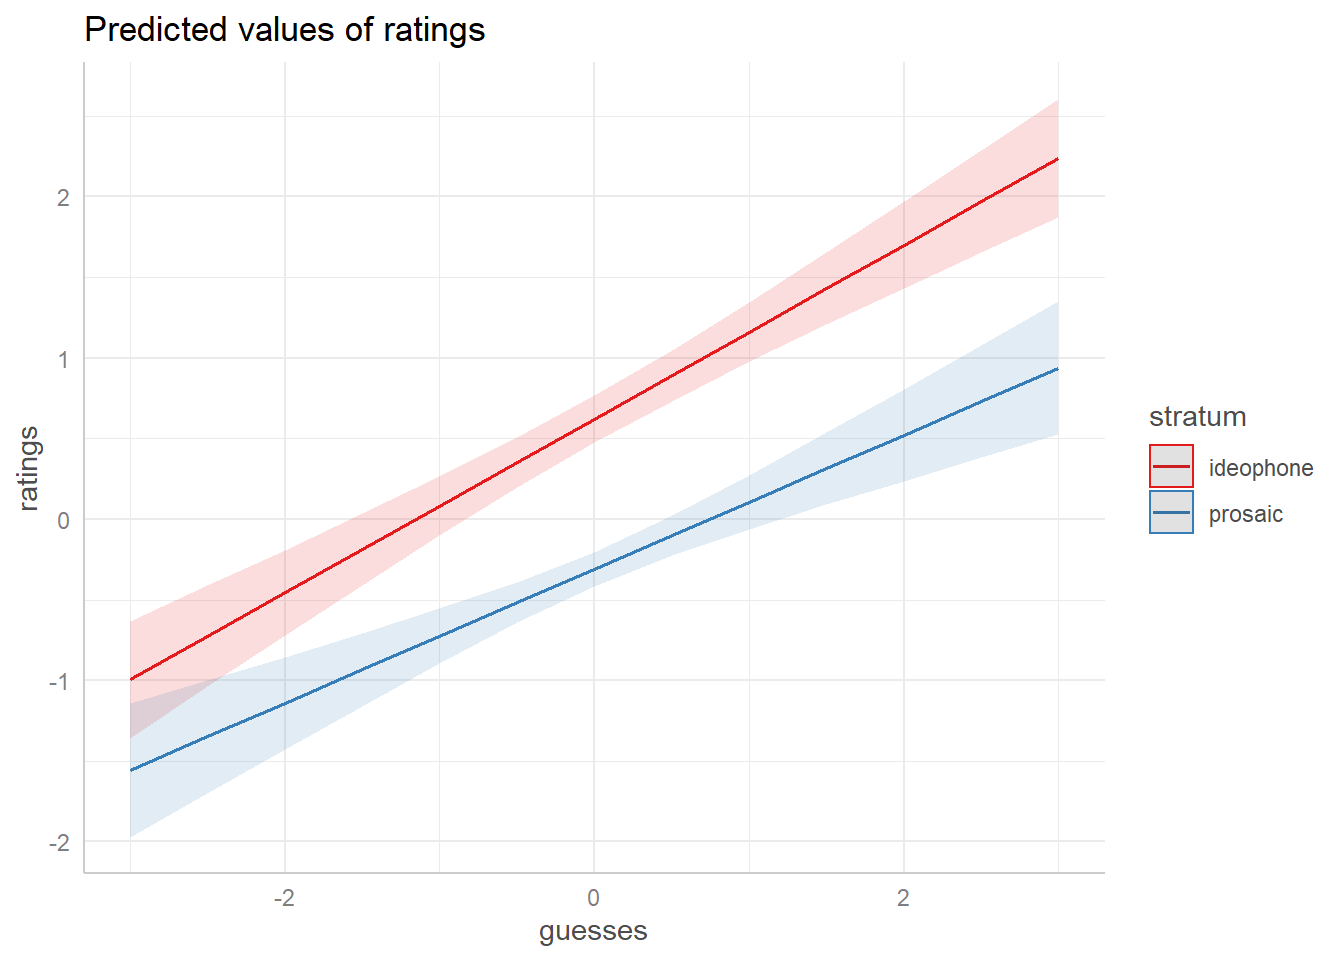 Predicted values of ratings
ratings
2
1
0
-1
-2
-2
0
2
guesses
stratum
ideophone
prosaic